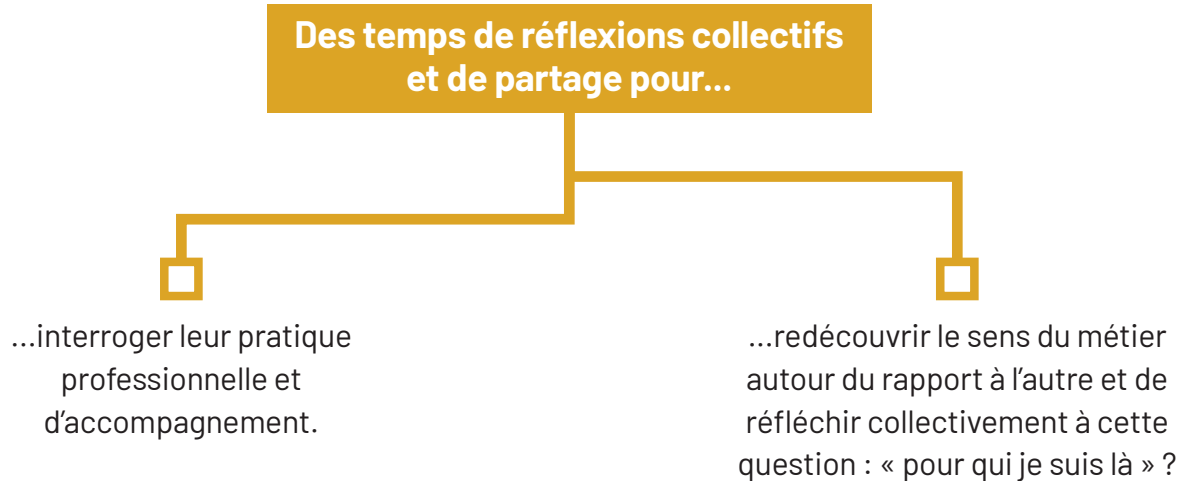 Des temps de réflexions collectifs
et de partage pour...
...interroger leur pratique
professionnelle et
d’accompagnement.
...redécouvrir le sens du métier
autour du rapport à l’autre et de
réfléchir collectivement à cette
question : « pour qui je suis là » ?